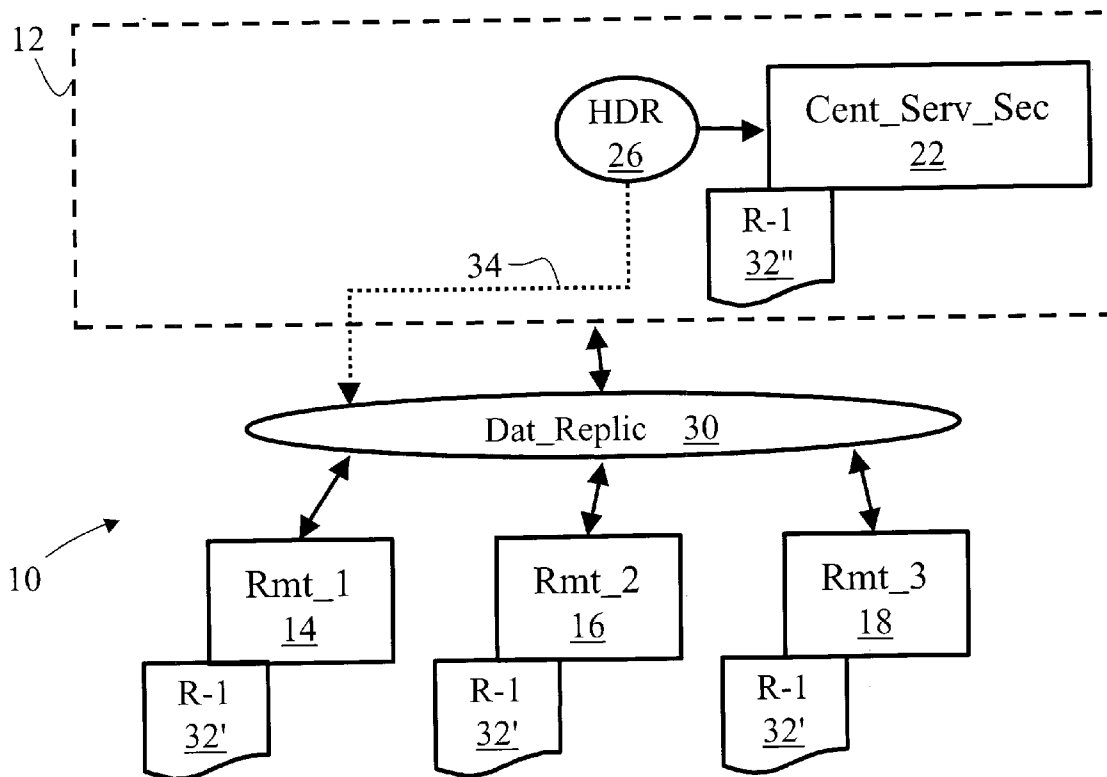 12
HDR
26
Cent_Serv_Sec
22
R-1
32"
34
Dat_Replic 30
10
Rmt_1
14
Rmt_2
16
Rmt_3
18
R-1
32'
R-1
32'
R-1
32'